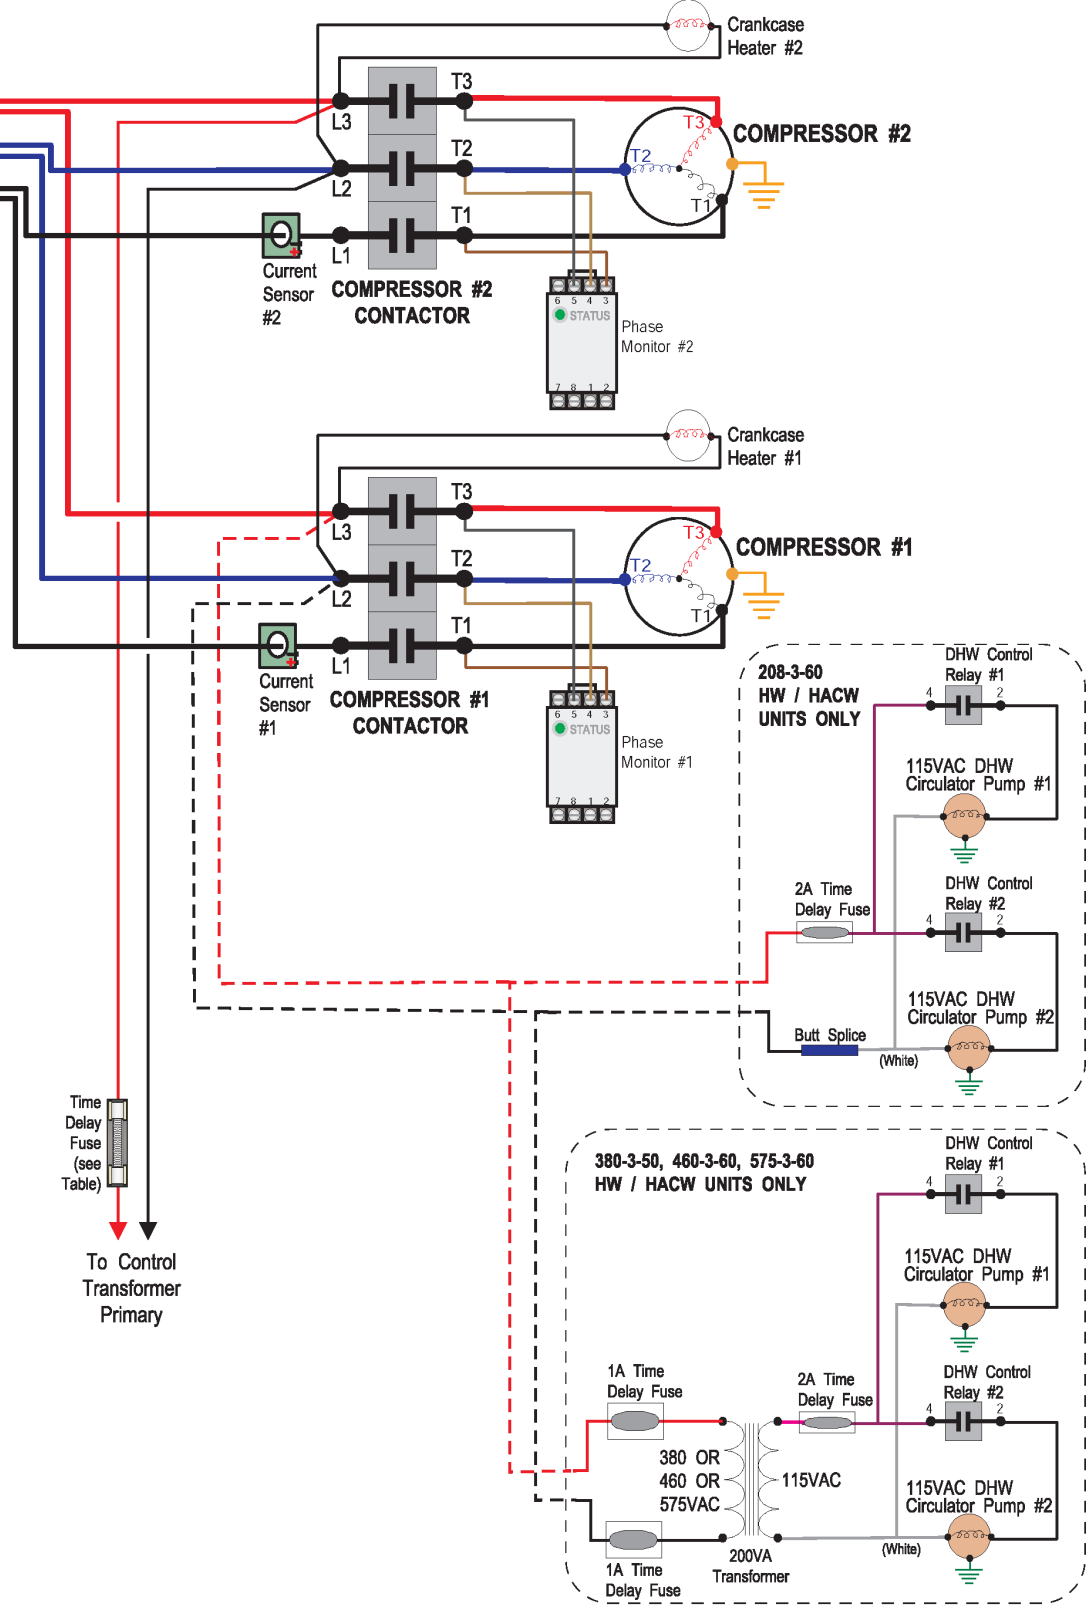 Crankcase
Heater #2
T3
L3
T3
COMPRESSOR #2
T2
T2
L2
T1
T1
L1
Current
Sensor
#2
COMPRESSOR #2
CONTACTOR
6 5 4 3
STATUS
Phase
Monitor #2
7 8 1 2
Crankcase
Heater #1
T3
L3
T3
COMPRESSOR #1
T2
T2
L2
T1
T1
L1
Current
Sensor
#1
COMPRESSOR #1
CONTACTOR
6 5 4 3
STATUS
Phase
Monitor #1
7 8 1 2
208-3-60
HW / HACW
UNITS ONLY
DHW Control
Relay #1
4 2
115VAC DHW
Circulator Pump #1
2A Time
Delay Fuse
DHW Control
Relay #2
4 2
115VAC DHW
Circulator Pump #2
Butt Splice
(White)
Time
Delay
Fuse
(see
Table)
To Control
Transformer
Primary
380-3-50, 460-3-60, 575-3-60
HW / HACW UNITS ONLY
DHW Control
Relay #1
4 2
115VAC DHW
Circulator Pump #1
1A Time
Delay Fuse
2A Time
Delay Fuse
DHW Control
Relay #2
4 2
380 OR
460 OR
575VAC
115VAC
115VAC DHW
Circulator Pump #2
(White)
200VA
Transformer
1A Time
Delay Fuse